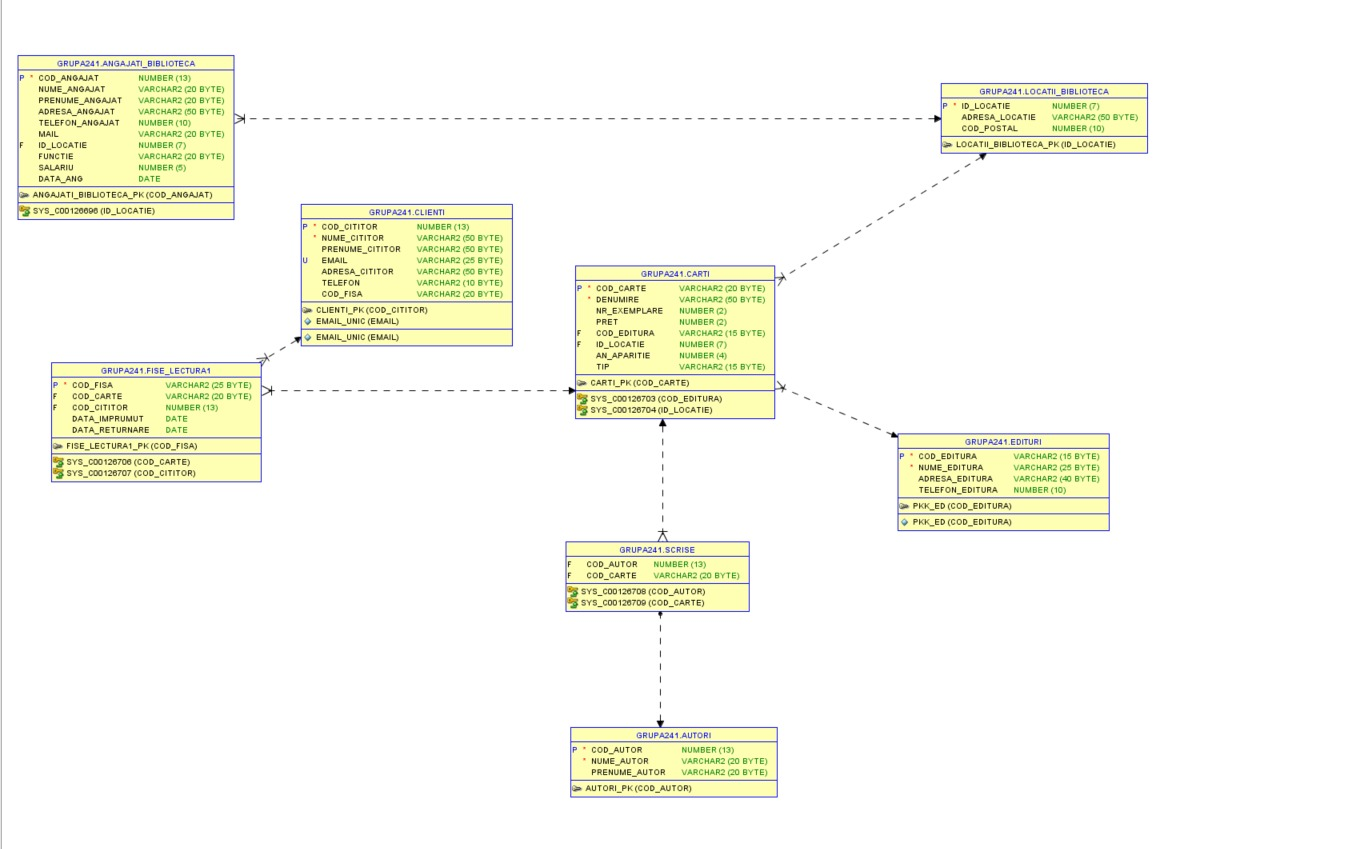 GRUPA241.ANGAJATI_BIBLIOTECA
P * COD_ANGAJAT NUMBER (13)
NUME_ANGAJAT VARCHAR2 (20 BYTE)
PRENUME_ANGAJAT VARCHAR2 (20 BYTE)
ADRESA_ANGAJAT VARCHAR2 (50 BYTE)
TELEFON_ANGAJAT NUMBER (10)
MAIL VARCHAR2 (20 BYTE)
F ID_LOCATIE NUMBER (7)
FUNCTIE VARCHAR2 (20 BYTE)
SALARIU NUMBER (5)
DATA_ANG DATE
ANGAJATI_BIBLIOTECA_PK (COD_ANGAJAT)
SYS_C00126696 (ID_LOCATIE)
GRUPA241.LOCATII_BIBLIOTECA
P * ID_LOCATIE NUMBER (7)
ADRESA_LOCATIE VARCHAR2 (50 BYTE)
COD_POSTAL NUMBER (10)
LOCATII_BIBLIOTECA_PK (ID_LOCATIE)
GRUPA241.CLIENTI
P * COD_CITITOR NUMBER (13)
* NUME_CITITOR VARCHAR2 (50 BYTE)
PRENUME_CITITOR VARCHAR2 (50 BYTE)
U EMAIL VARCHAR2 (25 BYTE)
ADRESA_CITITOR VARCHAR2 (50 BYTE)
TELEFON VARCHAR2 (10 BYTE)
COD_FISA VARCHAR2 (20 BYTE)
CLIENTI_PK (COD_CITITOR)
EMAIL_UNIC (EMAIL)
EMAIL_UNIC (EMAIL)
GRUPA241.CARTI
P * COD_CARTE VARCHAR2 (20 BYTE)
* DENUMIRE VARCHAR2 (50 BYTE)
NR_EXEMPLARE NUMBER (2)
PRET NUMBER (2)
F COD_EDITURA VARCHAR2 (15 BYTE)
F ID_LOCATIE NUMBER (7)
AN_APARITIE NUMBER (4)
TIP VARCHAR2 (15 BYTE)
CARTI_PK (COD_CARTE)
SYS_C00126703 (COD_EDITURA)
SYS_C00126704 (ID_LOCATIE)
GRUPA241.FISE_LECTURA1
P * COD_FISA VARCHAR2 (25 BYTE)
F COD_CARTE VARCHAR2 (20 BYTE)
F COD_CITITOR NUMBER (13)
DATA_IMPRUMUT DATE
DATA_RETURNARE DATE
FISE_LECTURA1_PK (COD_FISA)
SYS_C00126706 (COD_CARTE)
SYS_C00126707 (COD_CITITOR)
GRUPA241.EDITURI
P * COD_EDITURA VARCHAR2 (15 BYTE)
* NUME_EDITURA VARCHAR2 (25 BYTE)
ADRESA_EDITURA VARCHAR2 (40 BYTE)
TELEFON_EDITURA NUMBER (10)
PKK_ED (COD_EDITURA)
PKK_ED (COD_EDITURA)
GRUPA241.SCRISE
F COD_AUTOR NUMBER (13)
F COD_CARTE VARCHAR2 (20 BYTE)
SYS_C00126708 (COD_AUTOR)
SYS_C00126709 (COD_CARTE)
GRUPA241.AUTORI
P * COD_AUTOR NUMBER (13)
* NUME_AUTOR VARCHAR2 (20 BYTE)
PRENUME_AUTOR VARCHAR2 (20 BYTE)
AUTORI_PK (COD_AUTOR)